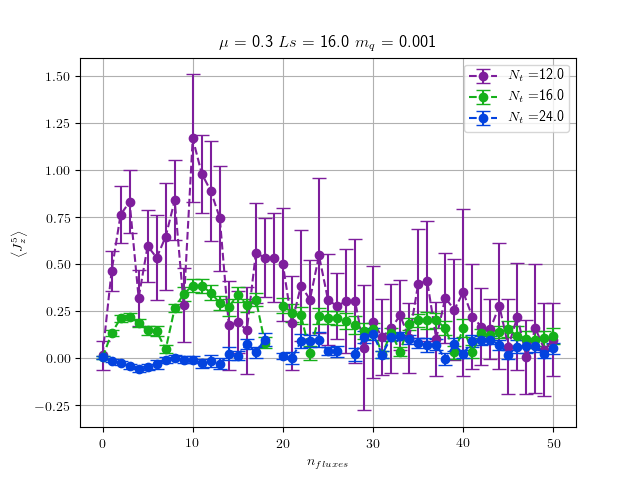 μ = 0.3 Ls = 16.0 m_q = 0.001
⟨J_z^5⟩
1.50
1.25
1.00
0.75
0.50
0.25
0.00
−0.25
N_t =12.0
N_t =16.0
N_t =24.0
0 10 20 30 40 50
n_{fluxes}